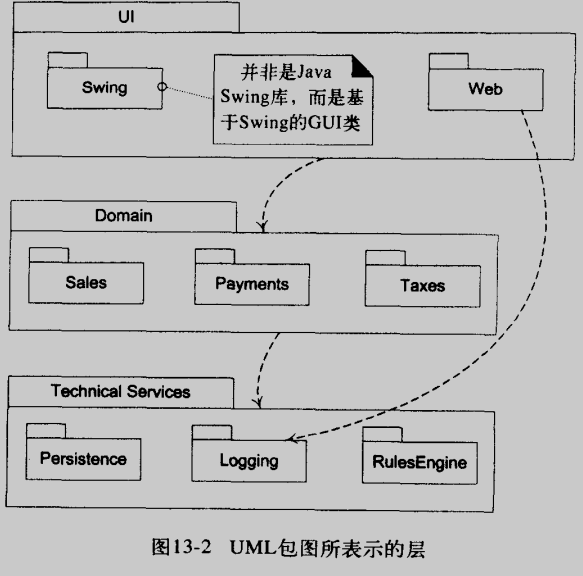 UI
Swing
并非是Java
Swing库，而是基
于Swing的GUI类
Web
Domain
Sales
Payments
Taxes
Technical Services
Persistence
Logging
RulesEngine
图13-2 UML包图所表示的层